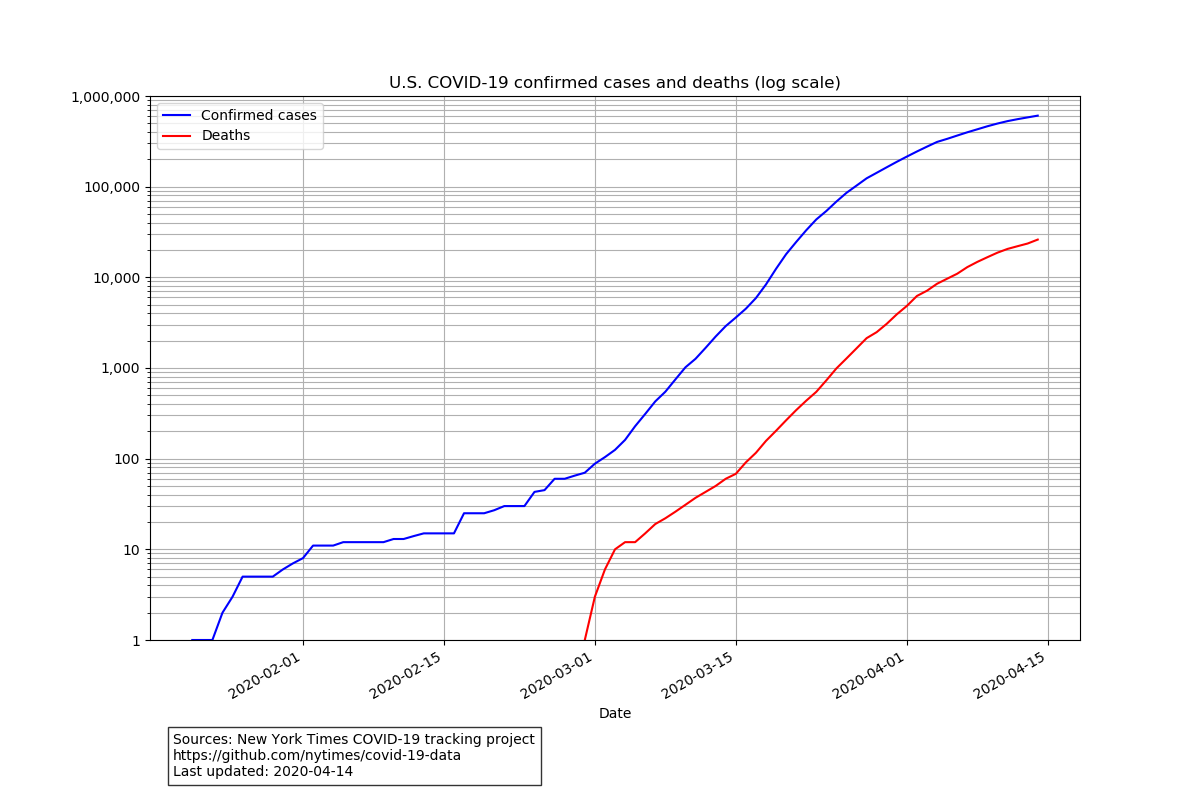 U.S. COVID-19 confirmed cases and deaths (log scale)
1,000,000
100,000
10,000
1,000
100
10
1
Confirmed cases
Deaths
2020-02-01
2020-02-15
2020-03-01
2020-03-15
2020-04-01
2020-04-15
Date
Sources: New York Times COVID-19 tracking project
https://github.com/nytimes/covid-19-data
Last updated: 2020-04-14